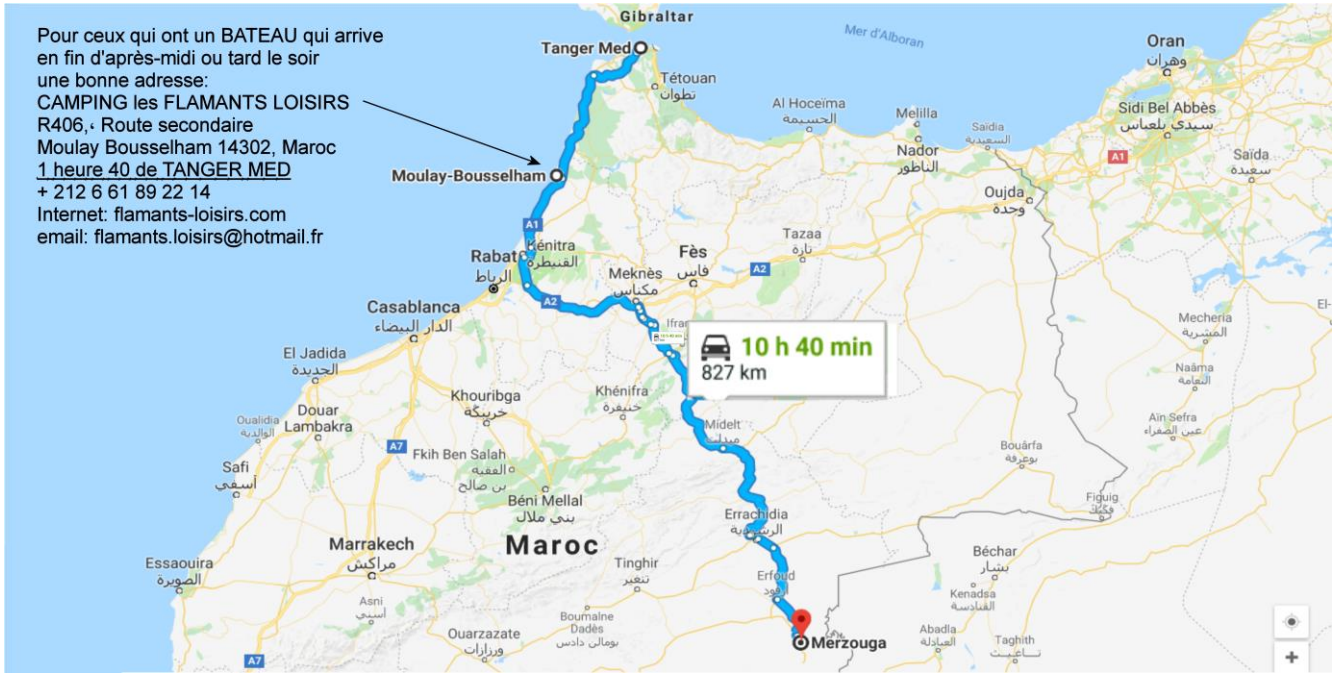 Pour ceux qui ont un BATEAU qui arrive
en fin d'après-midi ou tard le soir
une bonne adresse:
CAMPING les FLAMANTS LOISIRS
R406,، Route secondaire
Moulay Bousselham 14302, Maroc
1 heure 40 de TANGER MED
+ 212 6 61 89 22 14
Internet: flamants-loisirs.com
email: flamants.loisirs@hotmail.fr
Gibraltar
Tanger Med
Mer d'Alboran
Oran
وهران
Tétouan
تطوان
Al Hoceïma
الحسيمة
Melilla
Sidi Bel Abbès
سيدي بلعباس
Saïdia
السعيدية
Nador
الناظور
A1
Saïda
سعيدة
Moulay-Bousselham
Oujda
وجدة
A1
Tazaa
تازة
Kénitra
القنيطرة
Rabat
الرباط
Fès
فاس
A2
Meknès
مكناس
A2
Casablanca
الدار البيضاء
Ifra
10 h 40 min
827 km
Mecheria
المشرية
El-
El Jadida
الجديدة
Naâma
النعامة
Khénifra
خنيفرة
Khouribga
خريبكة
Douar
Lambakra
Oualidia
الوالدية
Midelt
ميدلت
Aïn Sefra
عين الصفراء
A7
Bouârfa
بوعرفة
Fkih Ben Salah
الفقيه
بن صالح
Safi
آسفي
Béni Mellal
بني ملال
Figuig
فكيك
Errachidia
الرشيدية
Maroc
Marrakech
مراكش
Béchar
بشار
Essaouira
الصويرة
Tinghir
تنغير
Erfoud
أرفود
Kenadsa
القنادسة
Asni
أسني
Boumalne
Dadès
بومالن دادس
Merzouga
Abadla
العبادلة
Taghith
تاغيت
Ouarzazate
ورزازات
A7